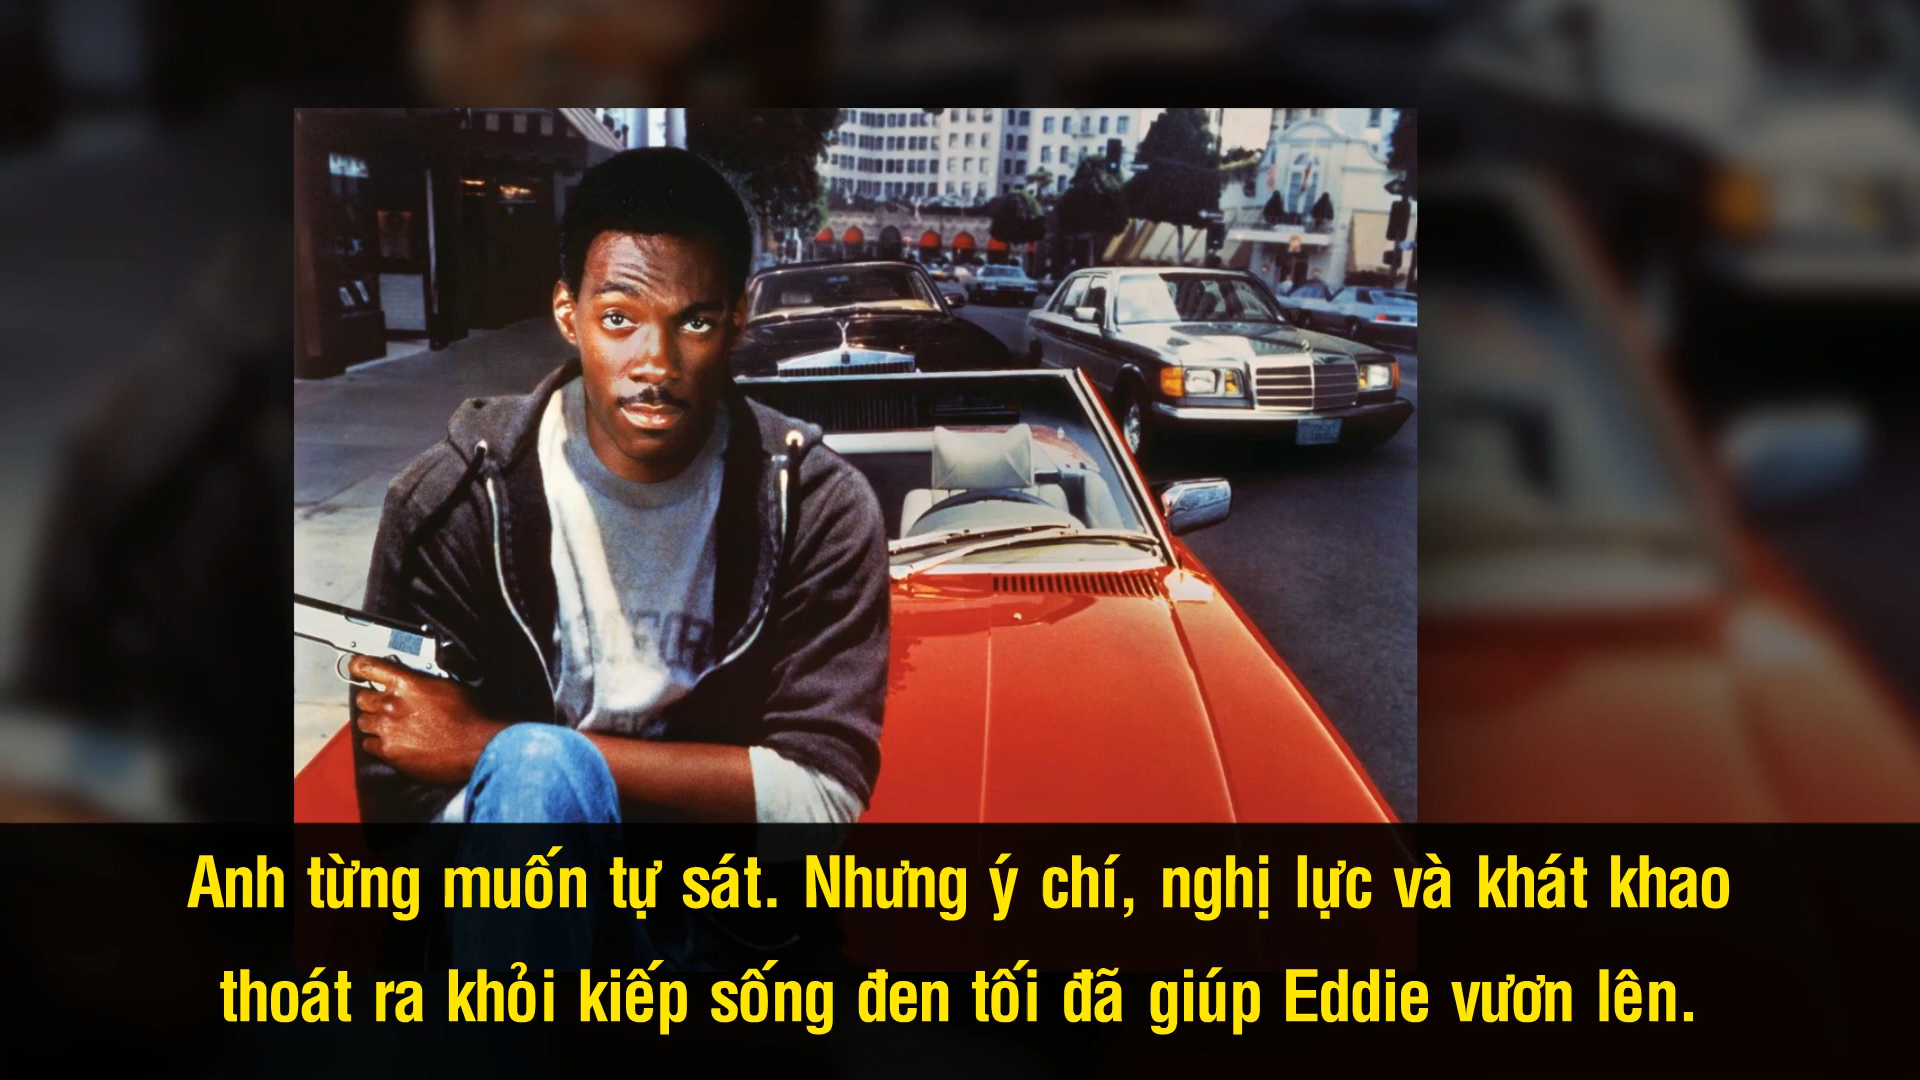 Anh từng muốn tự sát. Nhưng ý chí, nghị lực và khát khao
thoát ra khỏi kiếp sống đen tối đã giúp Eddie vươn lên.